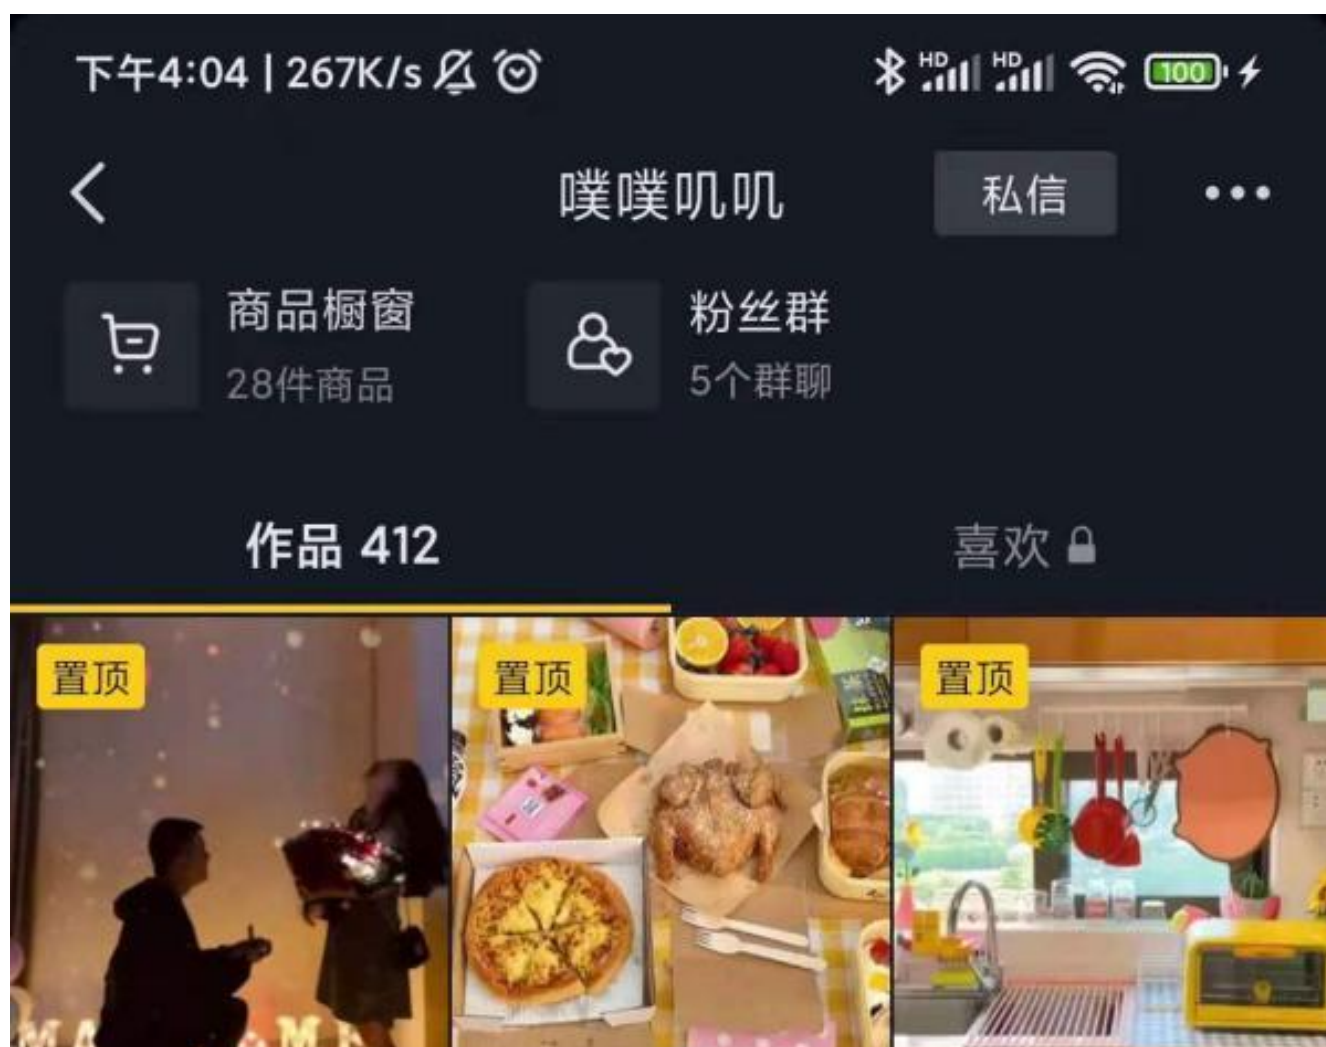 下午4:04 | 267K/s
HD HD 100
噗噗叽叽 私信
商品橱窗 粉丝群
28件商品 5个群聊
作品 412 喜欢
置顶 置顶 置顶